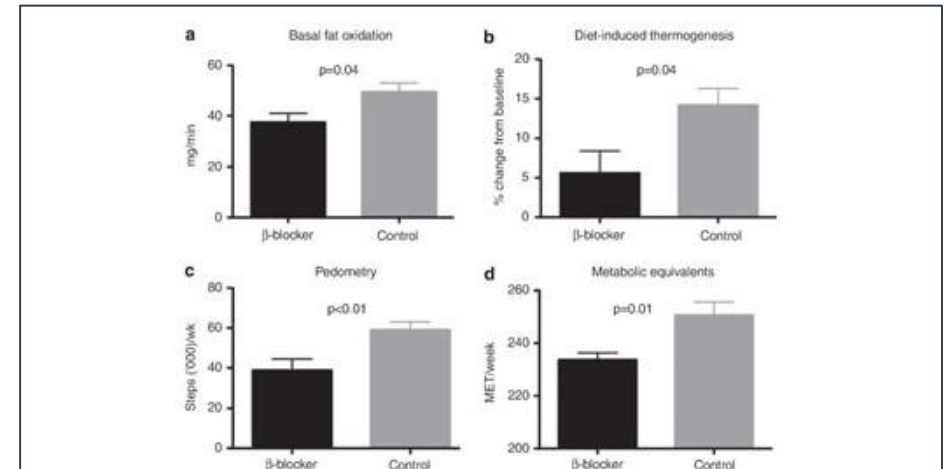 a Basal fat oxidation
60
40
20
0
mg/min
p=0.04
β-blocker Control
b Diet-induced thermogenesis
20
15
10
5
0
% change from baseline
p=0.04
β-blocker Control
c Pedometry
80
60
40
20
0
Steps ('000)/wk
p<0.01
β-blocker Control
d Metabolic equivalents
260
240
220
200
MET/week
p=0.01
β-blocker Control